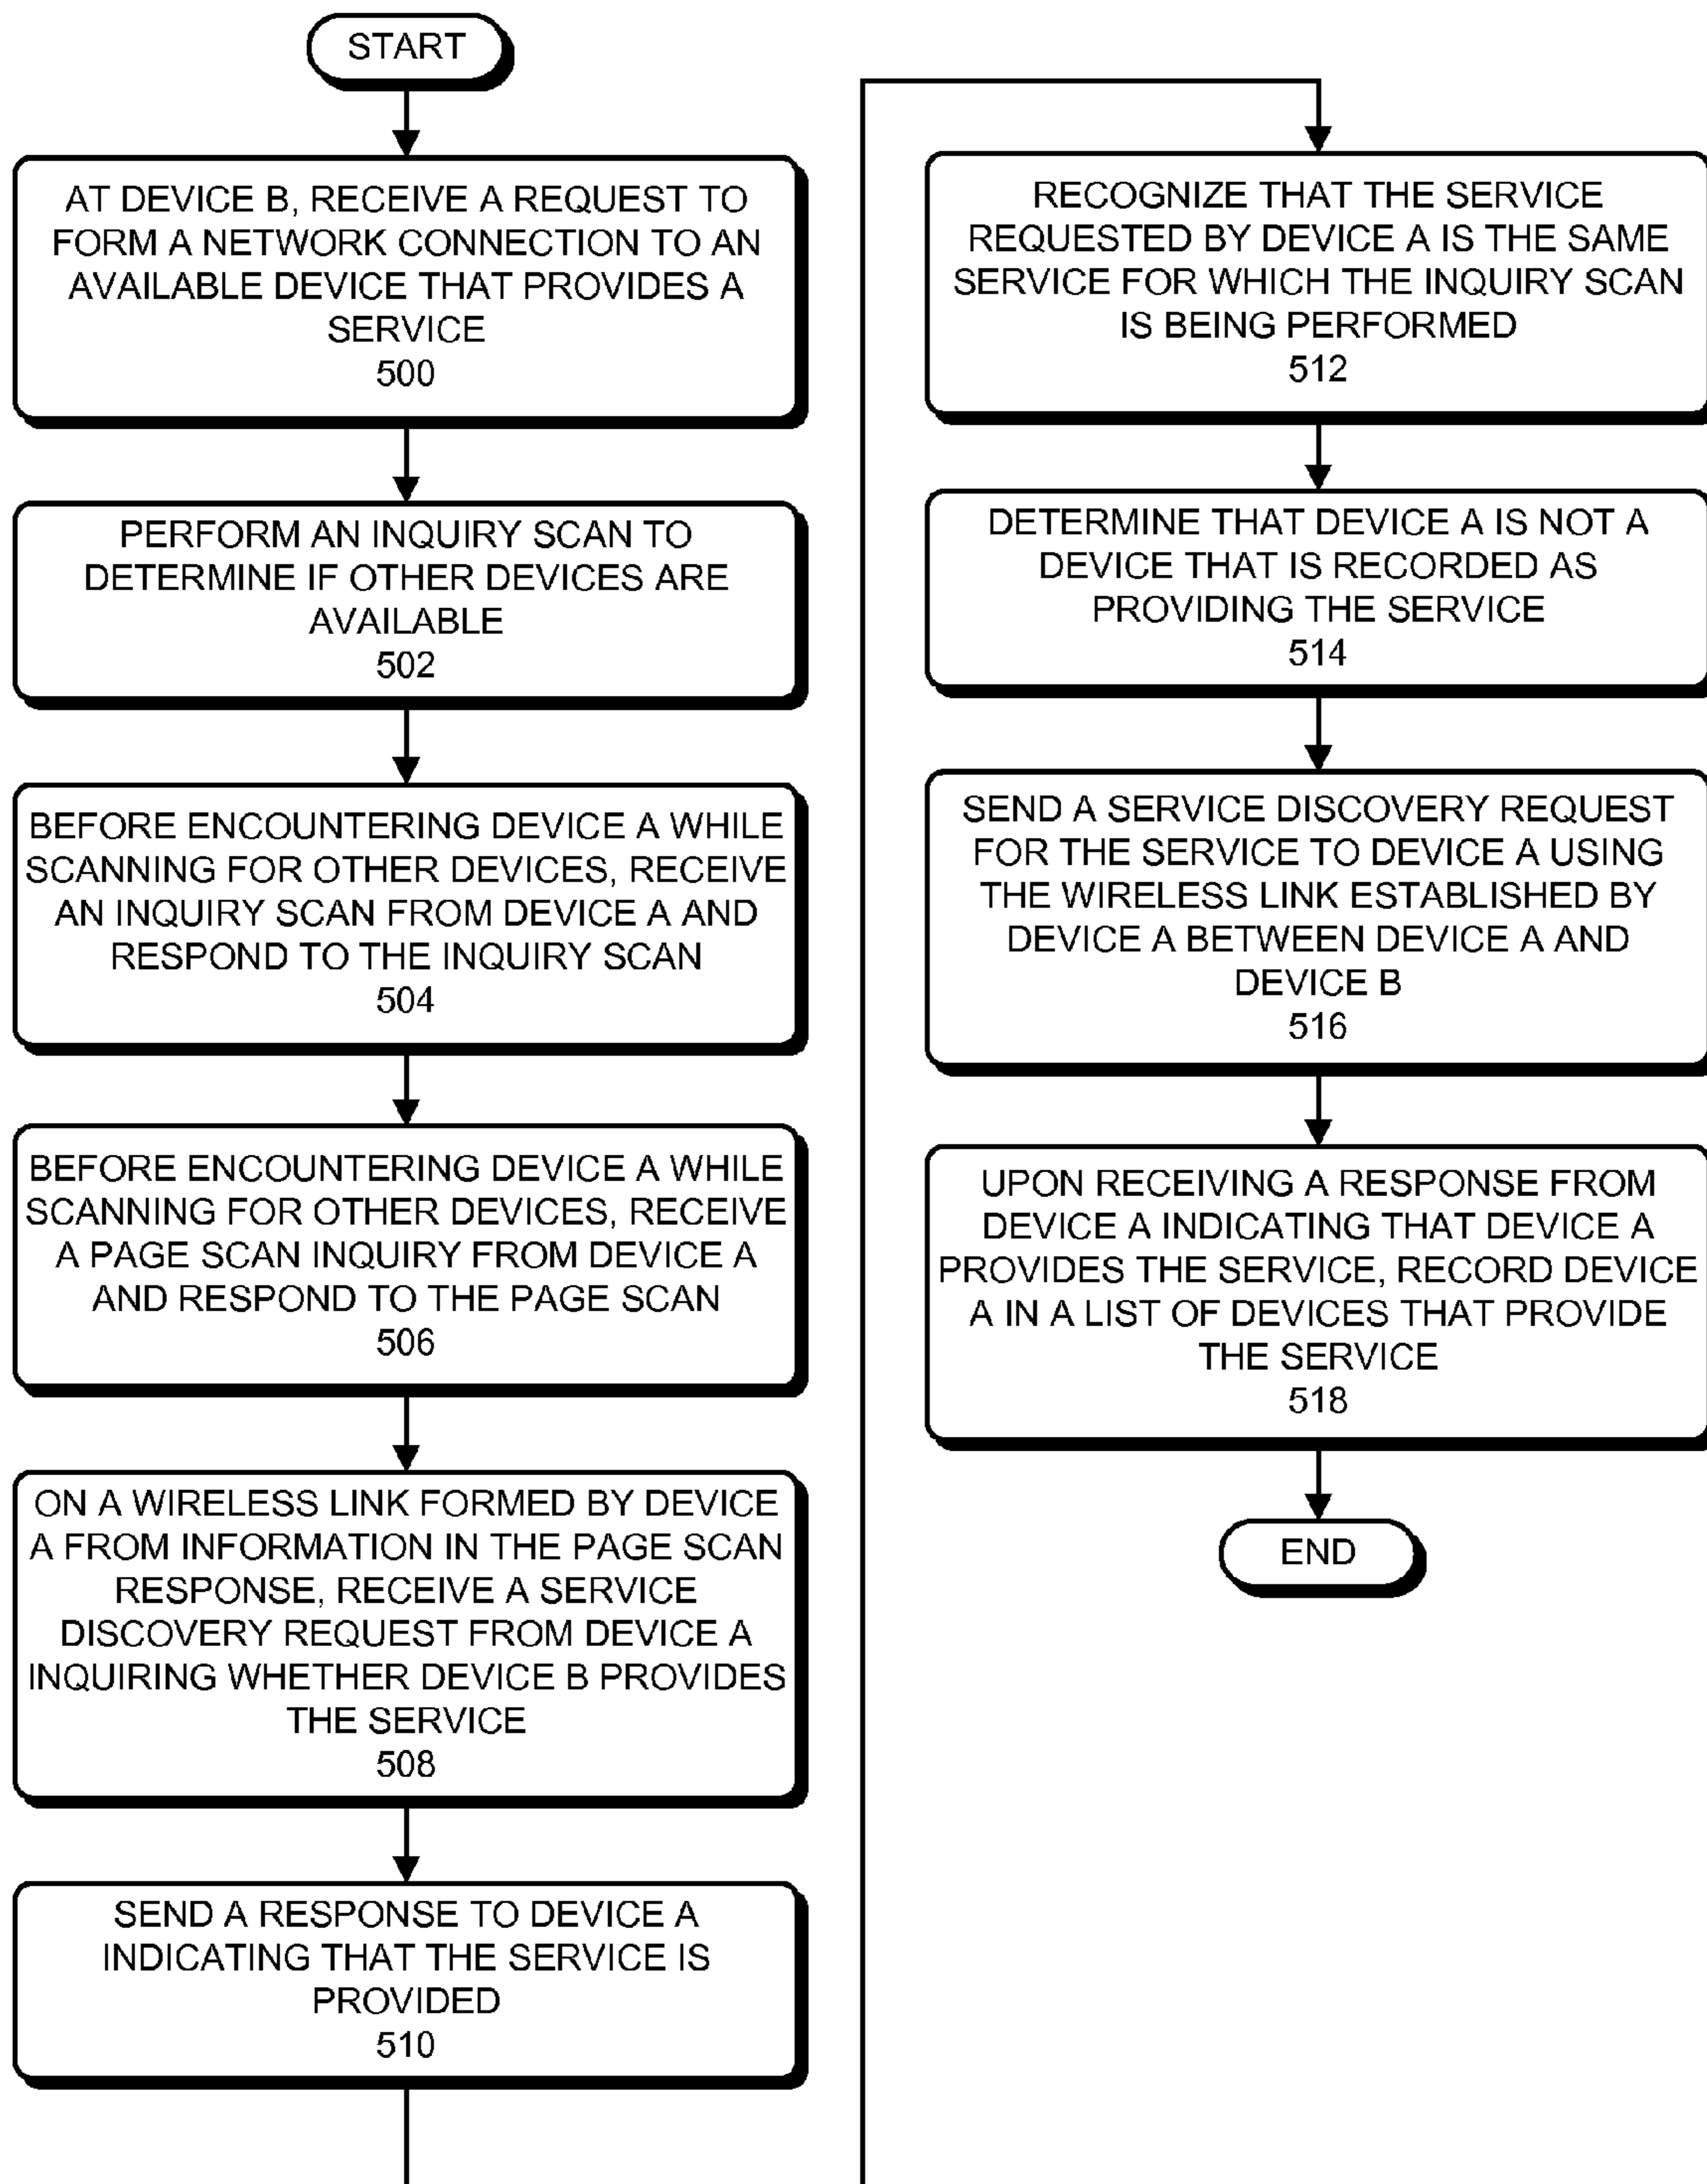 START
AT DEVICE B, RECEIVE A REQUEST TO
FORM A NETWORK CONNECTION TO AN
AVAILABLE DEVICE THAT PROVIDES A
SERVICE
500
PERFORM AN INQUIRY SCAN TO
DETERMINE IF OTHER DEVICES ARE
AVAILABLE
502
BEFORE ENCOUNTERING DEVICE A WHILE
SCANNING FOR OTHER DEVICES, RECEIVE
AN INQUIRY SCAN FROM DEVICE A AND
RESPOND TO THE INQUIRY SCAN
504
BEFORE ENCOUNTERING DEVICE A WHILE
SCANNING FOR OTHER DEVICES, RECEIVE
A PAGE SCAN INQUIRY FROM DEVICE A
AND RESPOND TO THE PAGE SCAN
506
ON A WIRELESS LINK FORMED BY DEVICE
A FROM INFORMATION IN THE PAGE SCAN
RESPONSE, RECEIVE A SERVICE
DISCOVERY REQUEST FROM DEVICE A
INQUIRING WHETHER DEVICE B PROVIDES
THE SERVICE
508
SEND A RESPONSE TO DEVICE A
INDICATING THAT THE SERVICE IS
PROVIDED
510
RECOGNIZE THAT THE SERVICE
REQUESTED BY DEVICE A IS THE SAME
SERVICE FOR WHICH THE INQUIRY SCAN
IS BEING PERFORMED
512
DETERMINE THAT DEVICE A IS NOT A
DEVICE THAT IS RECORDED AS
PROVIDING THE SERVICE
514
SEND A SERVICE DISCOVERY REQUEST
FOR THE SERVICE TO DEVICE A USING
THE WIRELESS LINK ESTABLISHED BY
DEVICE A BETWEEN DEVICE A AND
DEVICE B
516
UPON RECEIVING A RESPONSE FROM
DEVICE A INDICATING THAT DEVICE A
PROVIDES THE SERVICE, RECORD DEVICE
A IN A LIST OF DEVICES THAT PROVIDE
THE SERVICE
518
END